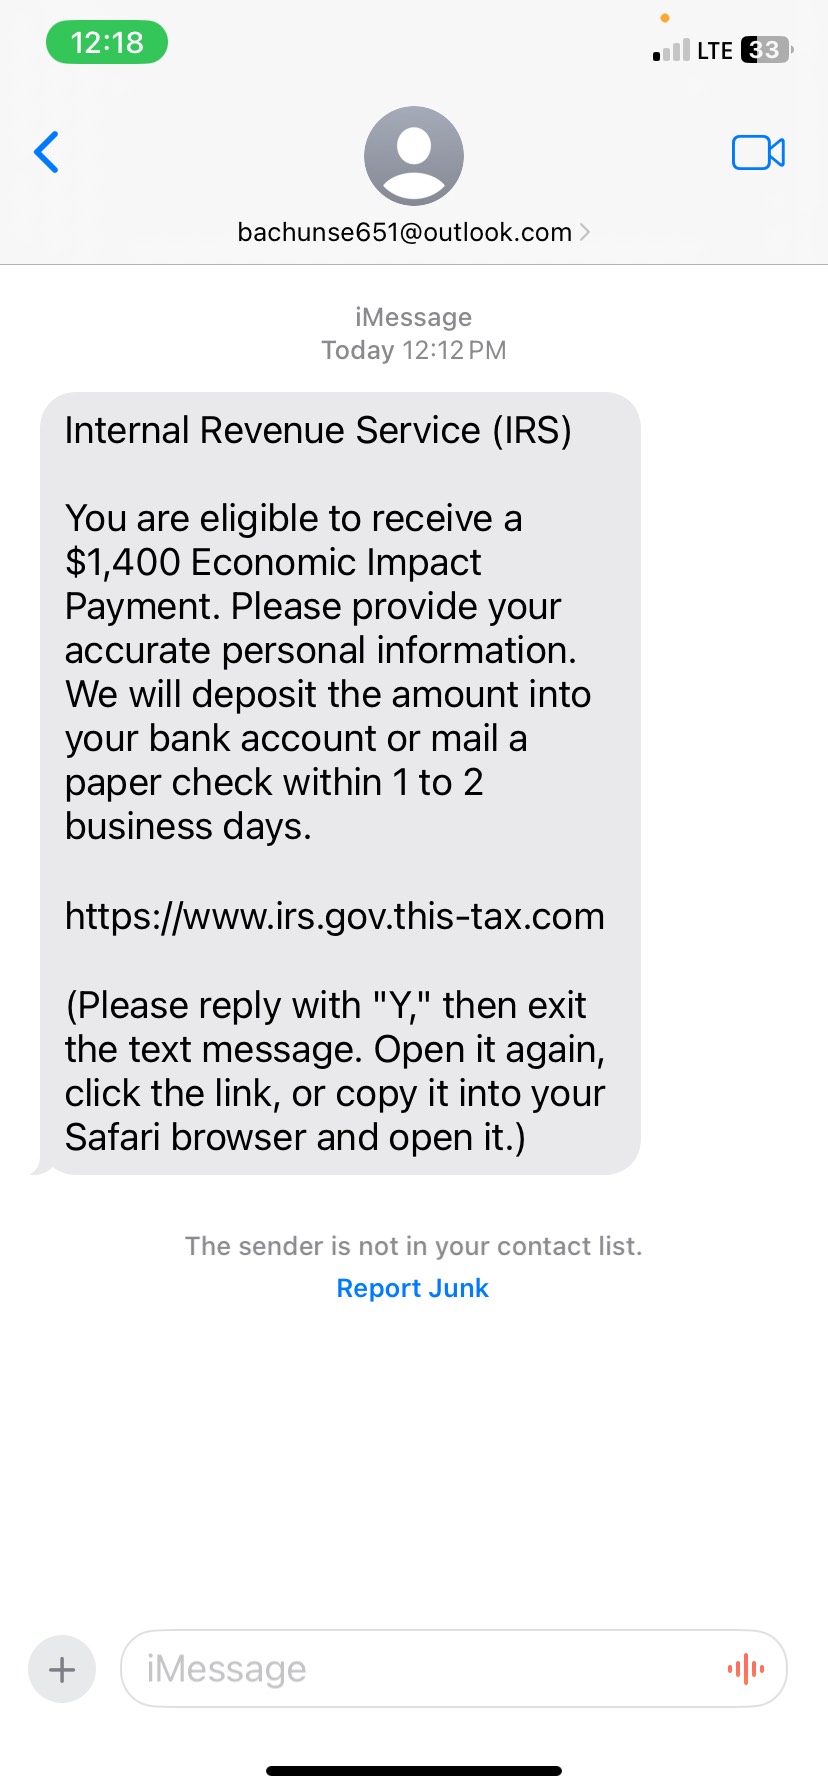 12:18
LTE 33
bachunse651@outlook.com
iMessage
Today 12:12 PM
Internal Revenue Service (IRS)
You are eligible to receive a
$1,400 Economic Impact
Payment. Please provide your
accurate personal information.
We will deposit the amount into
your bank account or mail a
paper check within 1 to 2
business days.
https://www.irs.gov.this-tax.com
(Please reply with "Y," then exit
the text message. Open it again,
click the link, or copy it into your
Safari browser and open it.)
The sender is not in your contact list.
Report Junk
iMessage